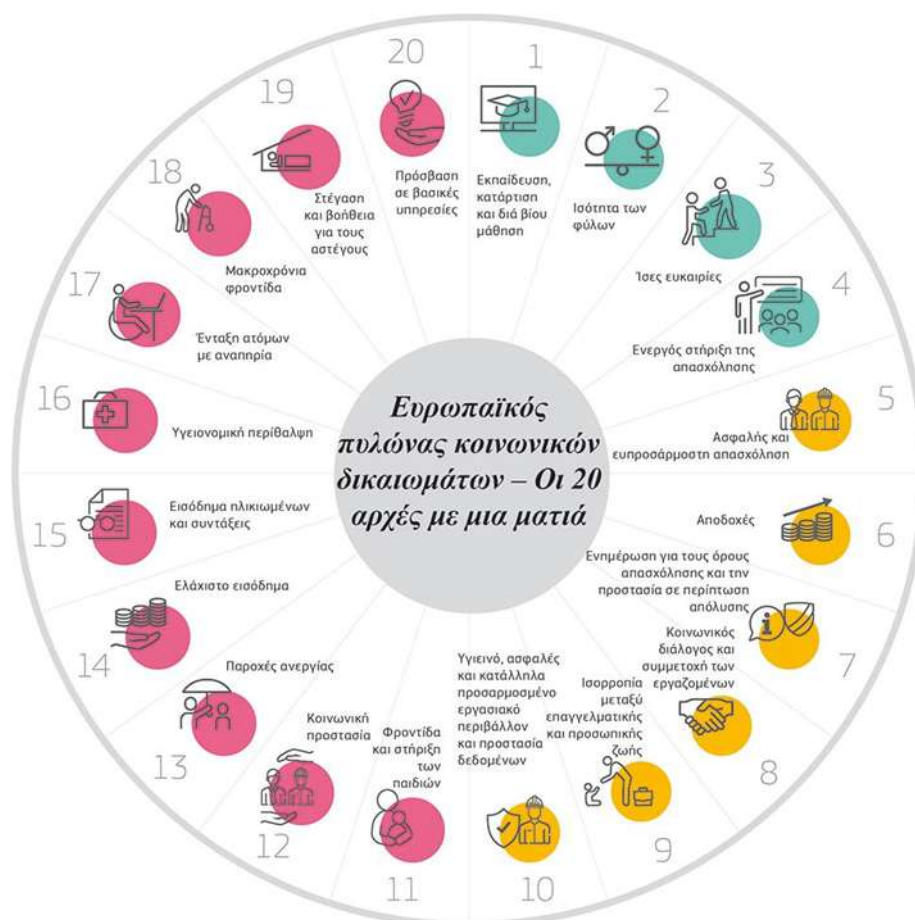 Ευρωπαϊκός
πυλώνας κοινωνικών
δικαιωμάτων – Οι 20
αρχές με μια ματιά
1
Εκπαίδευση,
κατάρτιση
και διά βίου
μάθηση
2
Ισότητα των
φύλων
3
Ίσες ευκαιρίες
4
Ενεργός στήριξη της
απασχόλησης
5
Ασφαλής και
ευπροσάρμοστη απασχόληση
6
Αποδοχές
7
Ενημέρωση για τους όρους
απασχόλησης και την
προστασία σε περίπτωση
απόλυσης
i
8
Κοινωνικός
διάλογος και
συμμετοχή των
εργαζομένων
9
Ισορροπία
μεταξύ
επαγγελματικής
και προσωπικής
ζωής
10
Υγιεινό, ασφαλές
και κατάλληλα
προσαρμοσμένο
εργασιακό
περιβάλλον
και προστασία
δεδομένων
11
Φροντίδα
και στήριξη
των
παιδιών
12
Κοινωνική
προστασία
13
Παροχές ανεργίας
14
Ελάχιστο εισόδημα
15
Εισόδημα ηλικιωμένων
και συντάξεις
16
Υγειονομική περίθαλψη
17
Ένταξη ατόμων
με αναπηρία
18
Μακροχρόνια
φροντίδα
19
Στέγαση
και βοήθεια
για τους
αστέγους
20
Πρόσβαση
σε βασικές
υπηρεσίες